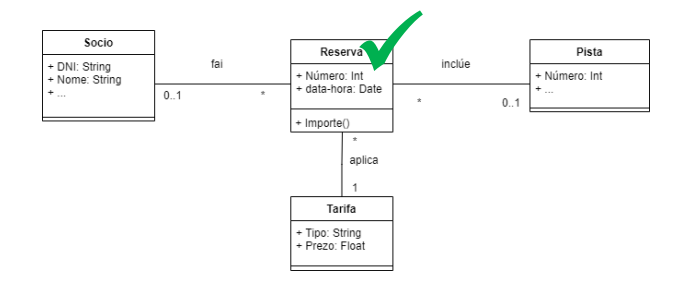 Socio
+ DNI: String
+ Nome: String
+ ...
fai
0..1
*
Reserva
+ Número: Int
+ data-hora: Date
+ Importe()
inclúe
*
0..1
Pista
+ Número: Int
+ ...
*
aplica
1
Tarifa
+ Tipo: String
+ Prezo: Float